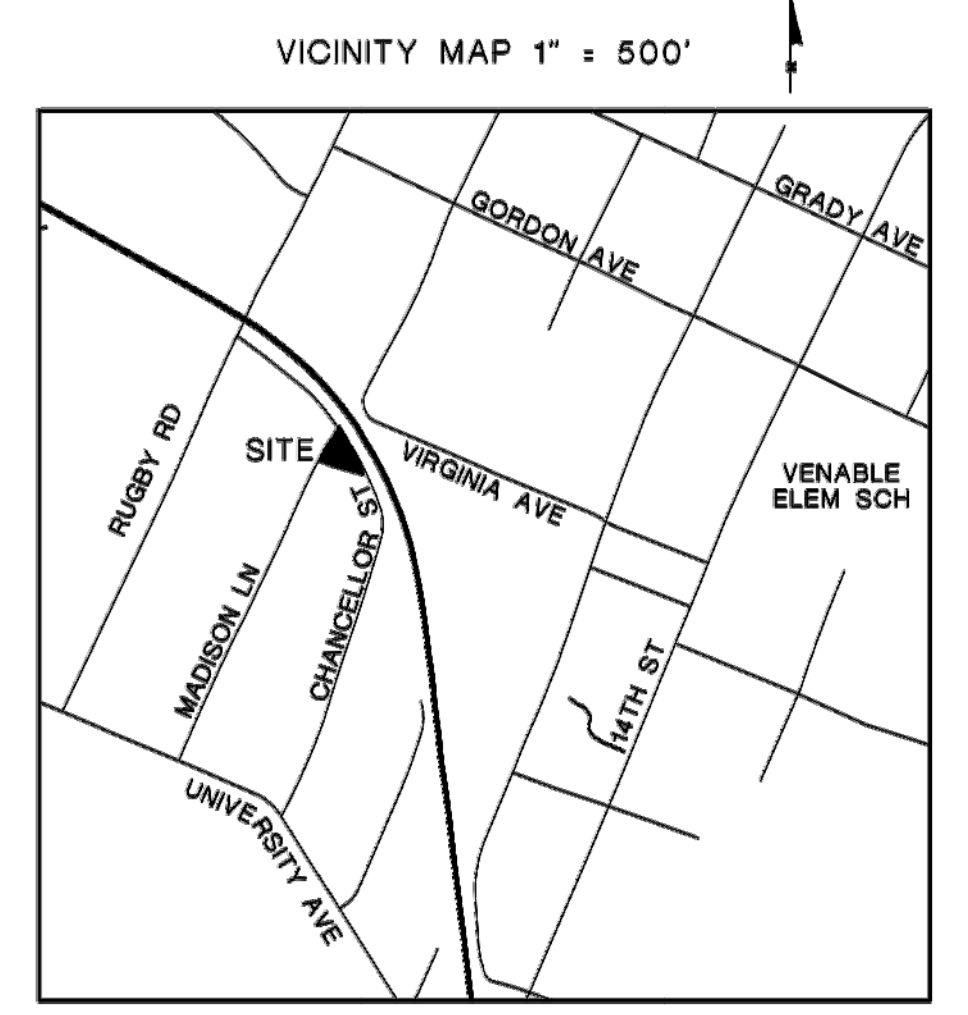 VICINITY MAP 1" = 500'
GRADY AVE
GORDON AVE
RUGBY RD
SITE
VIRGINIA AVE
VENABLE
ELEM SCH
CHANCELLOR ST
MADISON LN
14TH ST
UNIVERSITY AVE